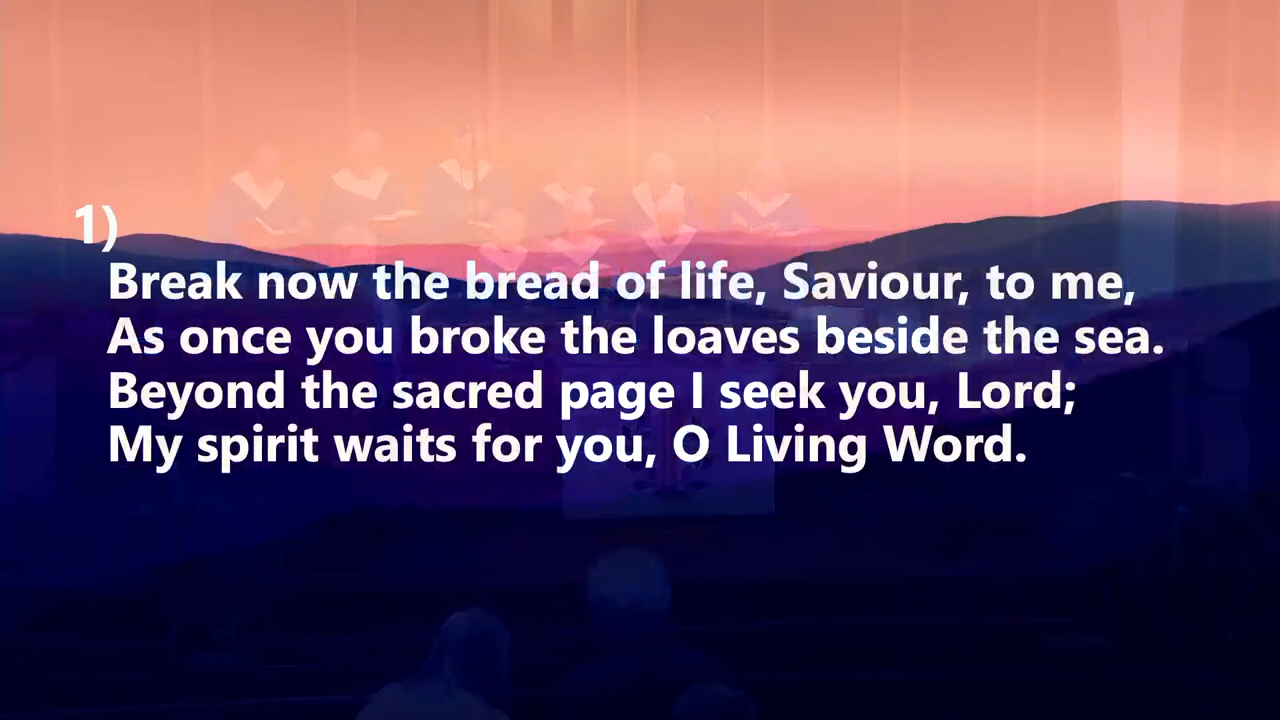 1)
Break now the bread of life, Saviour, to me,
As once you broke the loaves beside the sea.
Beyond the sacred page I seek you, Lord;
My spirit waits for you, O Living Word.